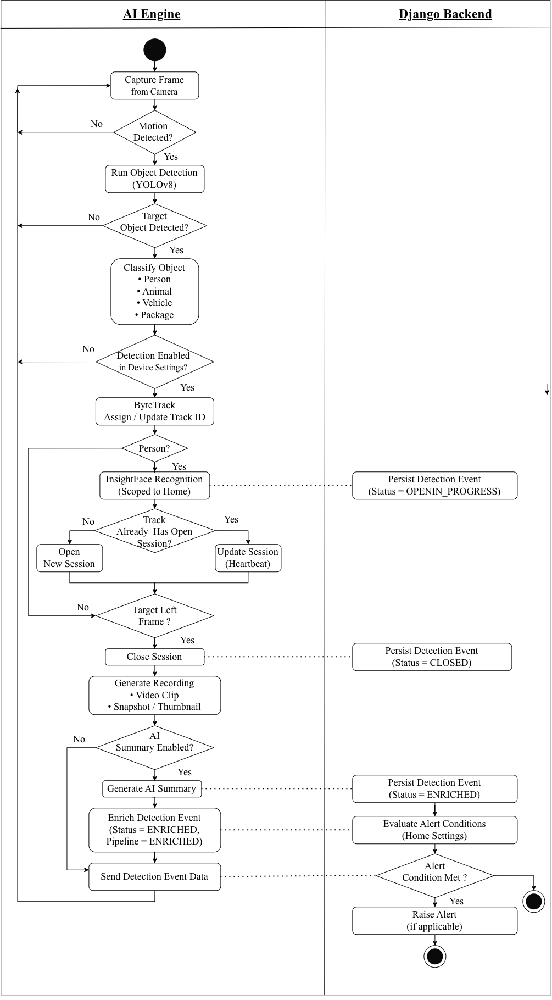 AI Engine
Django Backend
Capture Frame
from Camera
No
Motion
Detected?
Yes
Run Object Detection
(YOLOv8)
No
Target
Object Detected?
Yes
Classify Object
• Person
• Animal
• Vehicle
• Package
No
Detection Enabled
in Device Settings?
Yes
ByteTrack
Assign / Update Track ID
Person?
Yes
InsightFace Recognition
(Scoped to Home)
Persist Detection Event
(Status = OPENIN_PROGRESS)
No
Track
Already Has Open
Session?
Yes
Open
New Session
Update Session
(Heartbeat)
No
Target Left
Frame ?
Yes
Close Session
Persist Detection Event
(Status = CLOSED)
Generate Recording
• Video Clip
• Snapshot / Thumbnail
No
AI
Summary Enabled?
Yes
Generate AI Summary
Persist Detection Event
(Status = ENRICHED)
Enrich Detection Event
(Status = ENRICHED,
Pipeline = ENRICHED)
Evaluate Alert Conditions
(Home Settings)
Send Detection Event Data
Alert
Condition Met ?
Yes
Raise Alert
(if applicable)